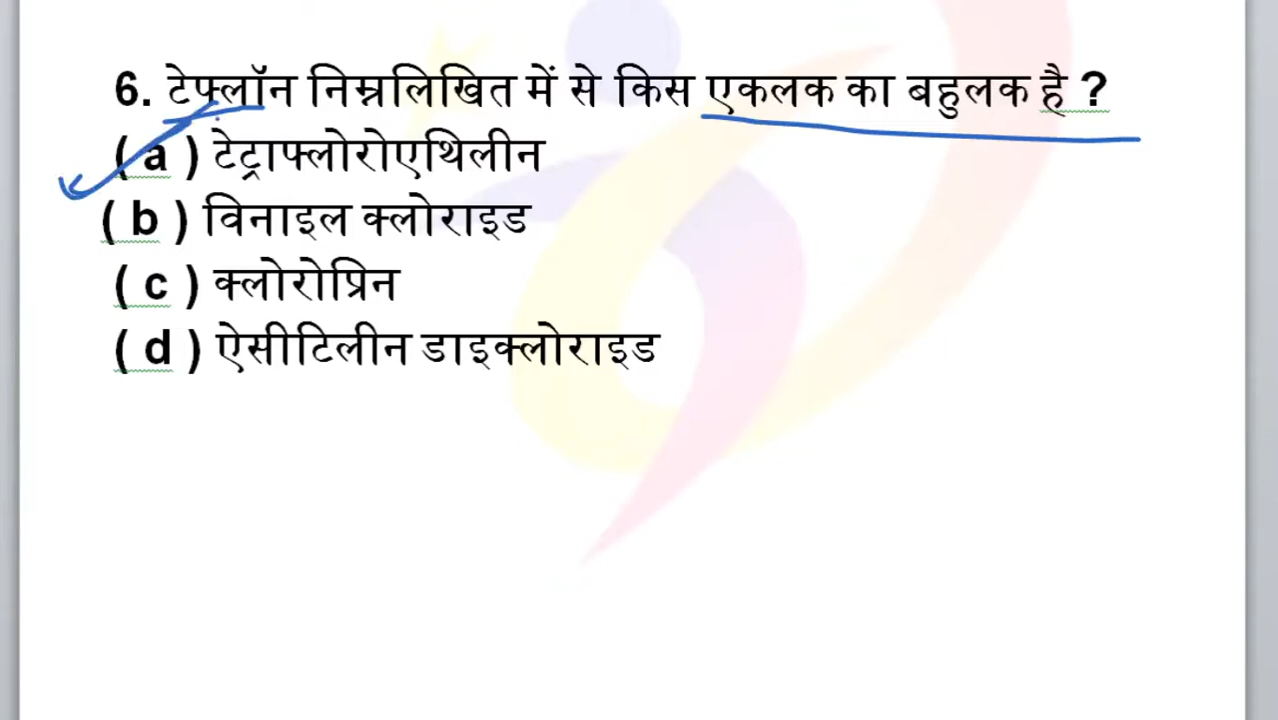 6. टेफ्लॉन निम्नलिखित में से किस एकलक का बहुलक है ?
( a ) टेट्राफ्लोरोएथिलीन
( b ) विनाइल क्लोराइड
( c ) क्लोरोप्रिन
( d ) ऐसीटिलीन डाइक्लोराइड